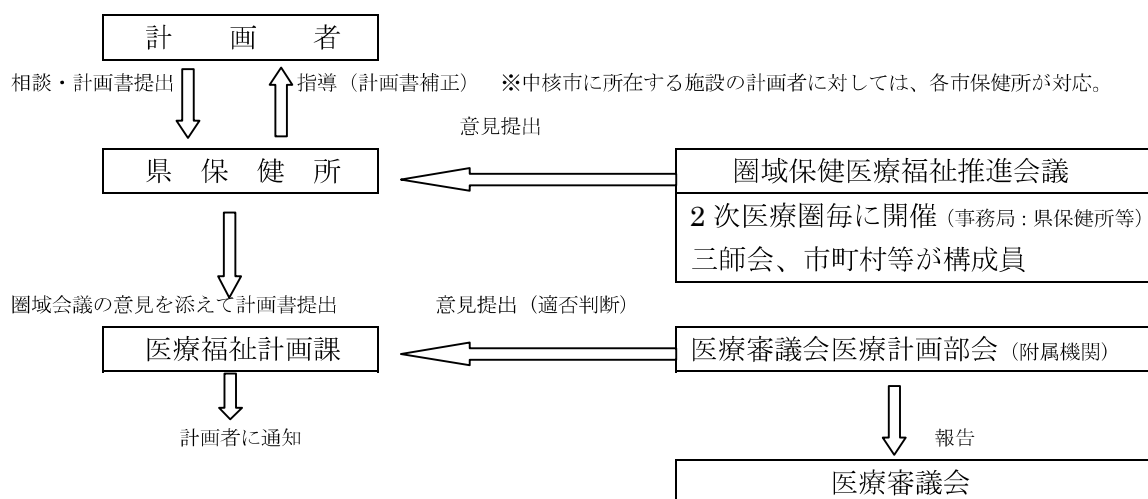 計画者
相談・計画書提出
指導（計画書補正）
※中核市に所在する施設の計画者に対しては、各市保健所が対応。
意見提出
県保健所
圏域保健医療福祉推進会議
2次医療圏毎に開催（事務局：県保健所等）
三師会、市町村等が構成員
圏域会議の意見を添えて計画書提出
意見提出（適否判断）
医療福祉計画課
医療審議会医療計画部会（附属機関）
計画者に通知
報告
医療審議会